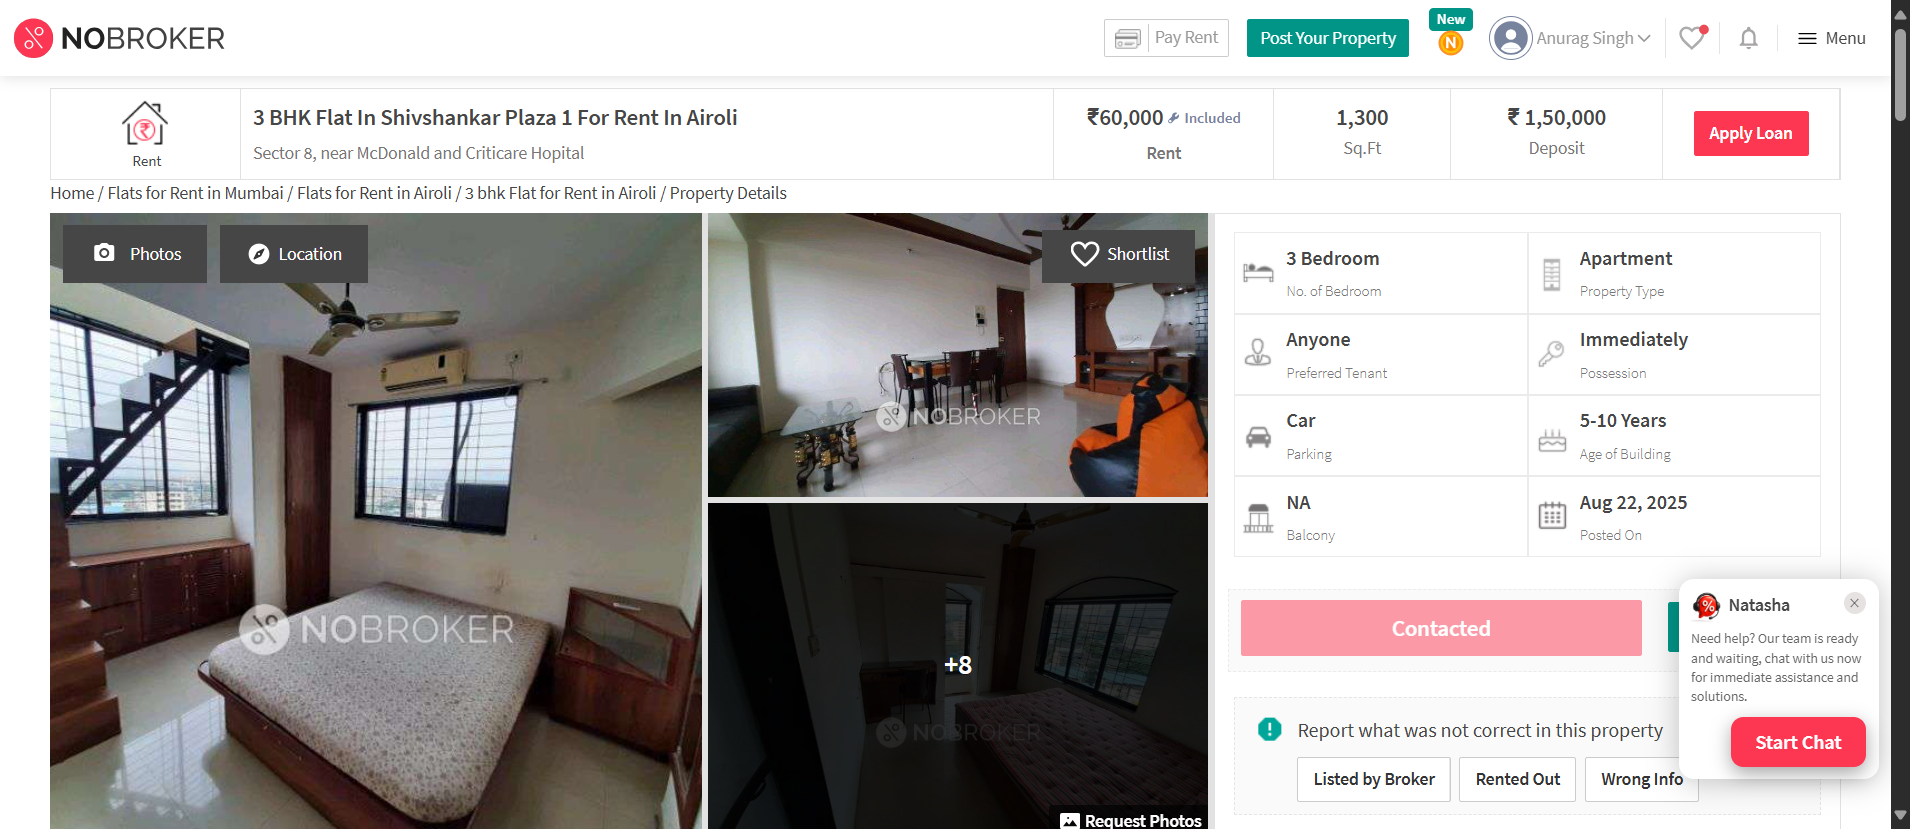 NOBROKER
Pay Rent
Post Your Property
New
N
Anurag Singh
Menu
Rent
3 BHK Flat In Shivshankar Plaza 1 For Rent In Airoli
Sector 8, near McDonald and Criticare Hopital
₹60,000 Included
Rent
1,300
Sq.Ft
₹ 1,50,000
Deposit
Apply Loan
Home / Flats for Rent in Mumbai / Flats for Rent in Airoli / 3 bhk Flat for Rent in Airoli / Property Details
Photos
Location
Shortlist
NOBROKER
NOBROKER
+8
NOBROKER
Request Photos
3 Bedroom
No. of Bedroom
Apartment
Property Type
Anyone
Preferred Tenant
Immediately
Possession
Car
Parking
5-10 Years
Age of Building
NA
Balcony
Aug 22, 2025
Posted On
Contacted
Report what was not correct in this property
Listed by Broker
Rented Out
Wrong Info
Natasha
Need help? Our team is ready
and waiting, chat with us now
for immediate assistance and
solutions.
Start Chat